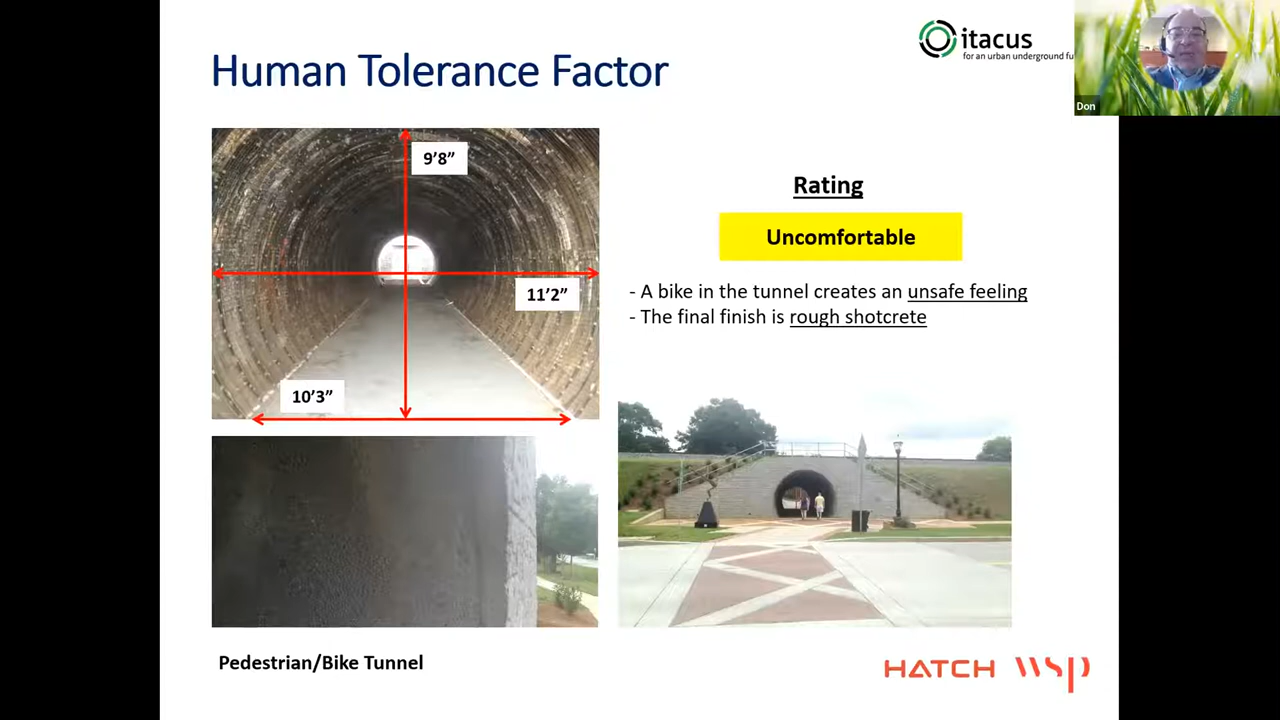 Human Tolerance Factor
itacus
for an urban underground fu
Don
9’8”
11’2”
10’3”
Rating
Uncomfortable
- A bike in the tunnel creates an unsafe feeling
- The final finish is rough shotcrete
Pedestrian/Bike Tunnel
HATCH wsp